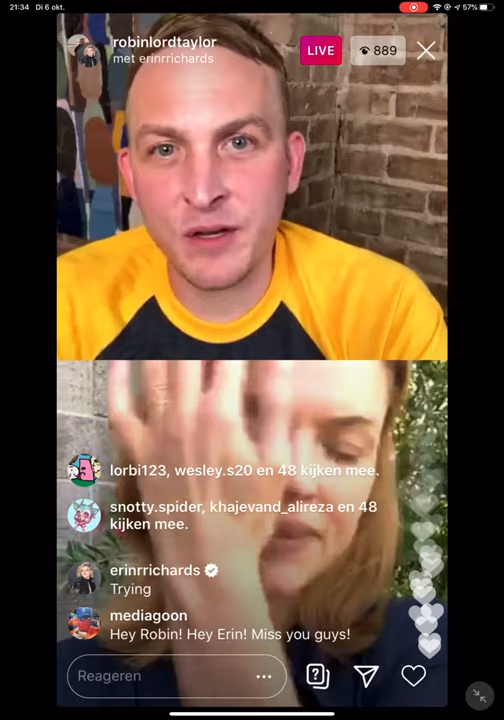 21:34 Di 6 okt.
57%
robinlordtaylor
met erinrrichards
LIVE
889
lorbi123, wesley.s20 en 48 kijken mee.
snotty.spider, khajevand_alireza en 48
kijken mee.
erinrrichards
Trying
mediagoon
Hey Robin! Hey Erin! Miss you guys!
Reageren